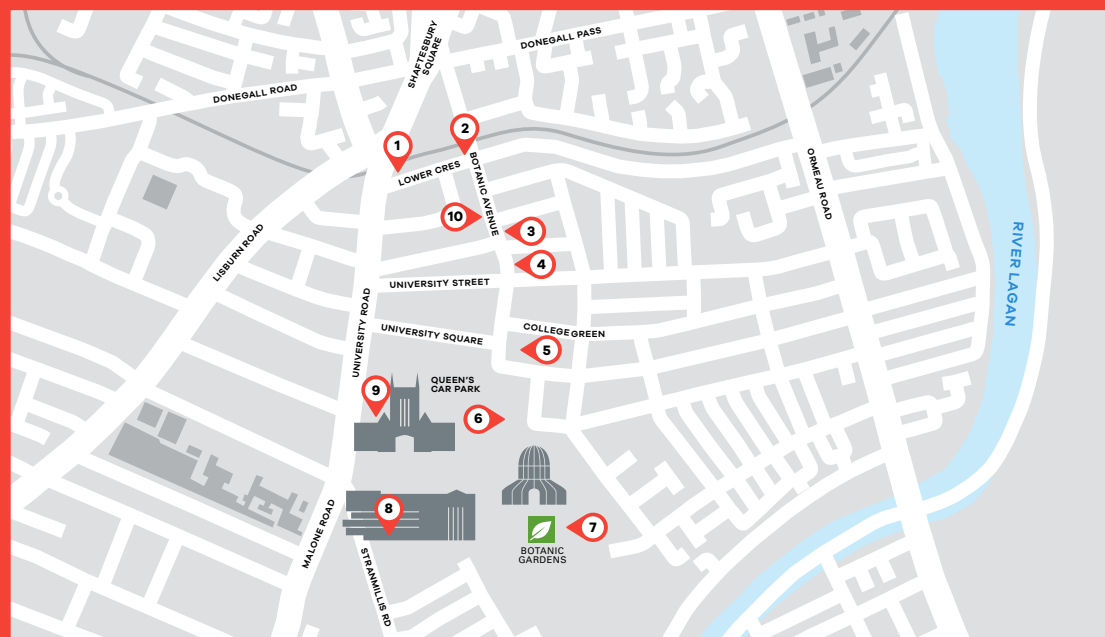 SHAFTESBURY
SQUARE
DONEGALL PASS
DONEGALL ROAD
2
1
LOWER CRES
BOTANIC AVENUE
ORMEAU ROAD
10
3
LISBURN ROAD
RIVER LAGAN
4
UNIVERSITY STREET
UNIVERSITY ROAD
UNIVERSITY SQUARE
COLLEGE GREEN
5
QUEEN'S
CAR PARK
9
6
8
7
MALONE ROAD
BOTANIC
GARDENS
STRANMILLIS RD